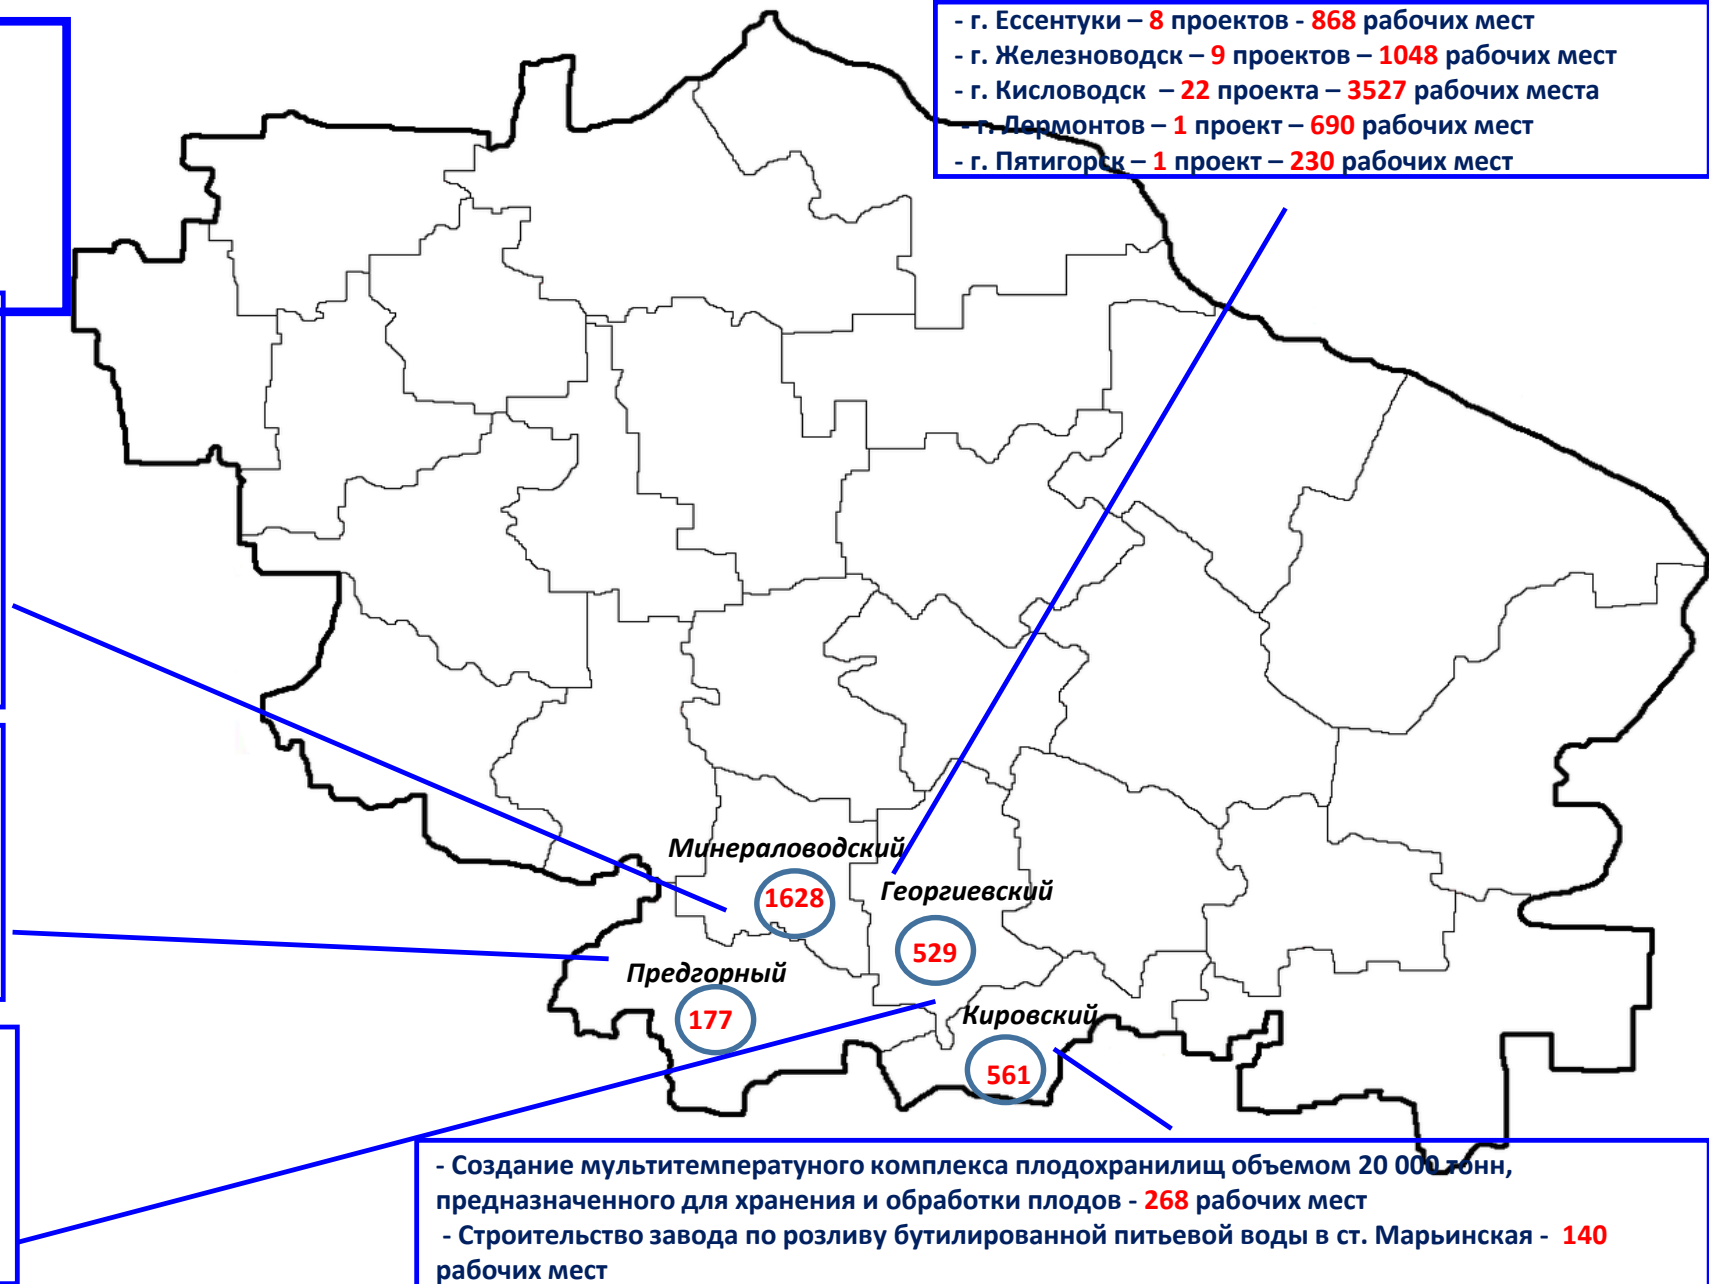 - г. Ессентуки – 8 проектов - 868 рабочих мест
- г. Железноводск – 9 проектов – 1048 рабочих мест
- г. Кисловодск – 22 проекта – 3527 рабочих места
- г. Лермонтов – 1 проект – 690 рабочих мест
- г. Пятигорск – 1 проект – 230 рабочих мест
Минераловодский
1628
Георгиевский
529
Предгорный
177
Кировский
561
- Создание мультитемпературного комплекса плодохранилищ объемом 20 000 тонн,
предназначенного для хранения и обработки плодов - 268 рабочих мест
- Строительство завода по розливу бутилированной питьевой воды в ст. Марьинская - 140
рабочих мест